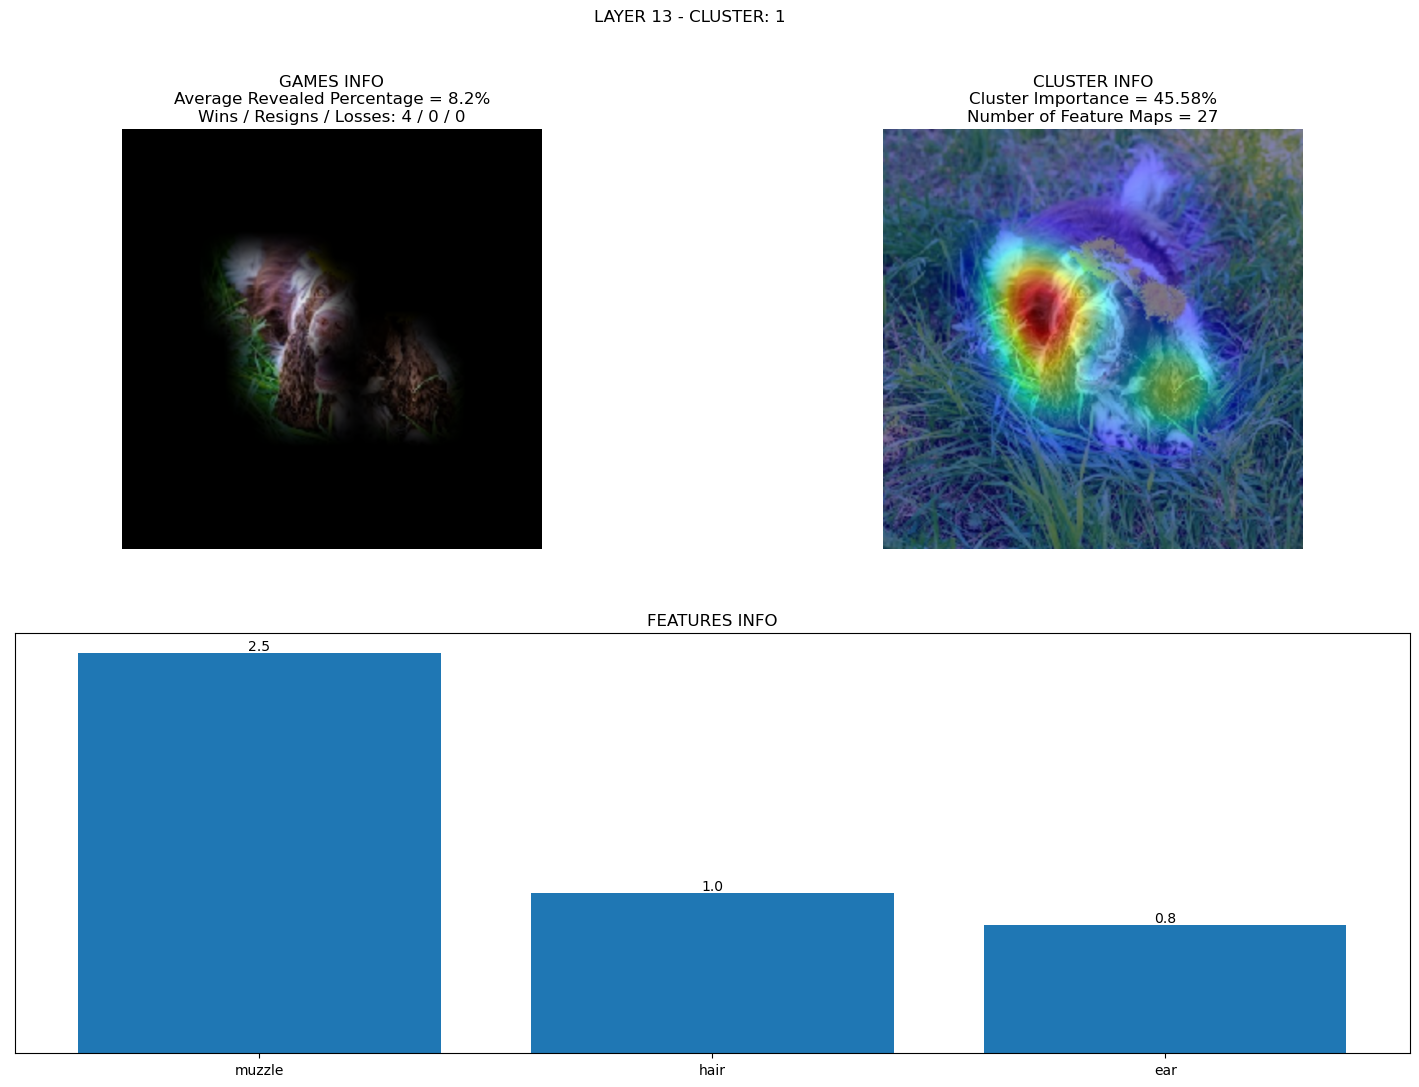 LAYER 13 - CLUSTER: 1
GAMES INFO
Average Revealed Percentage = 8.2%
Wins / Resigns / Losses: 4 / 0 / 0
CLUSTER INFO
Cluster Importance = 45.58%
Number of Feature Maps = 27
FEATURES INFO
2.5
1.0
0.8
muzzle
hair
ear